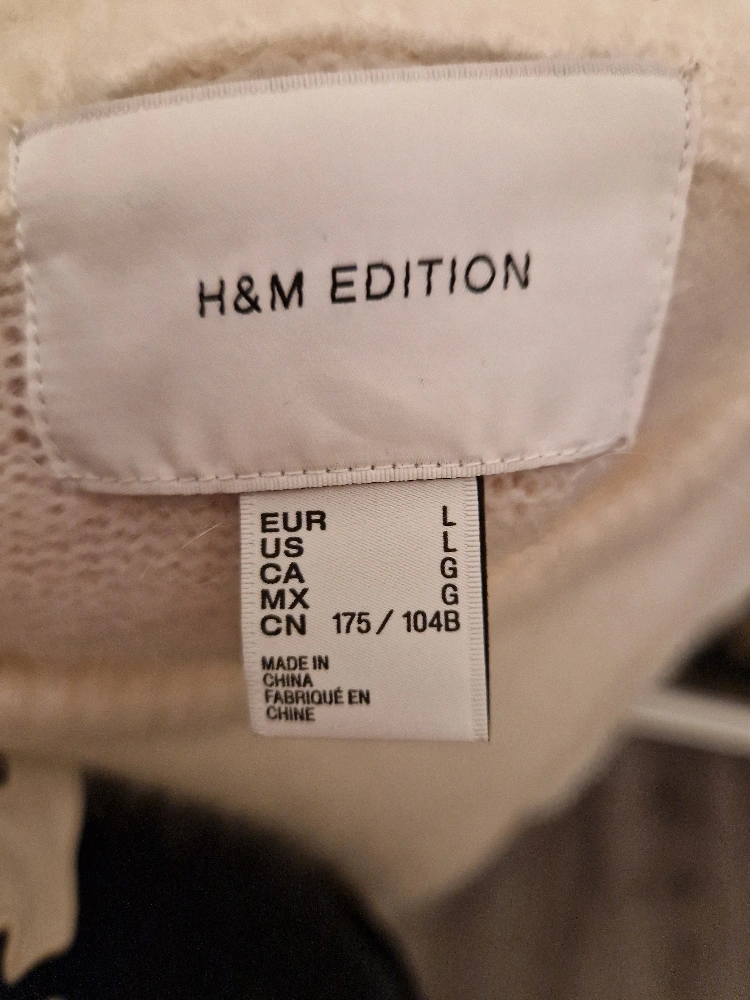 H&M EDITION
EUR L
US L
CA G
MX G
CN 175 / 104B
MADE IN
CHINA
FABRIQUÉ EN
CHINE